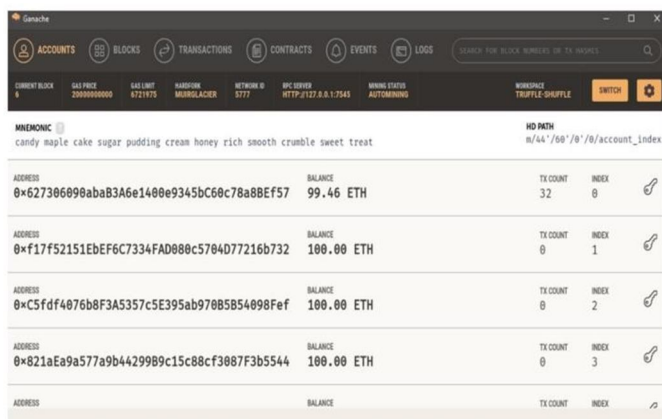 Ganache
ACCOUNTS BLOCKS TRANSACTIONS CONTRACTS EVENTS LOGS SEARCH FOR BLOCK NUMBERS OR TX HASHES
CURRENT BLOCK GAS PRICE GAS LIMIT HARDFORK NETWORK ID RPC SERVER MINING STATUS WORKSPACE
6 20000000000 6721975 MUIRGLACIER 5777 HTTP://127.0.0.1:7545 AUTOMINING TRUFFLE-SHUFFLE SWITCH
MNEMONIC ? HD PATH
candy maple cake sugar pudding cream honey rich smooth crumble sweet treat m/44'/60'/0'/0/account_index
ADDRESS BALANCE TX COUNT INDEX
0×627306090abaB3A6e1400e9345bC60c78a8BEf57 99.46 ETH 32 0
ADDRESS BALANCE TX COUNT INDEX
0×f17f52151EbEF6C7334FAD080c5704D77216b732 100.00 ETH 0 1
ADDRESS BALANCE TX COUNT INDEX
0×C5fdf4076b8F3A5357c5E395ab970B5B54098Fef 100.00 ETH 0 2
ADDRESS BALANCE TX COUNT INDEX
0×821aEa9a577a9b44299B9c15c88cf3087F3b5544 100.00 ETH 0 3
ADDRESS BALANCE TX COUNT INDEX